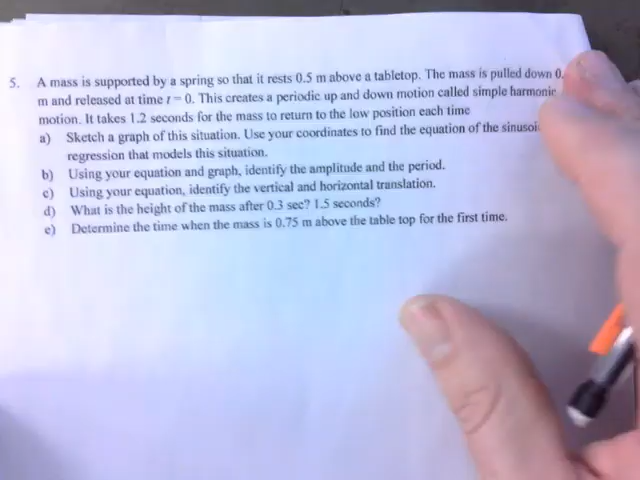 5. A mass is supported by a spring so that it rests 0.5 m above a tabletop. The mass is pulled down 0.
m and released at time t = 0. This creates a periodic up and down motion called simple harmonic
motion. It takes 1.2 seconds for the mass to return to the low position each time
a) Sketch a graph of this situation. Use your coordinates to find the equation of the sinusoi
regression that models this situation.
b) Using your equation and graph, identify the amplitude and the period.
c) Using your equation, identify the vertical and horizontal translation.
d) What is the height of the mass after 0.3 sec? 1.5 seconds?
e) Determine the time when the mass is 0.75 m above the table top for the first time.